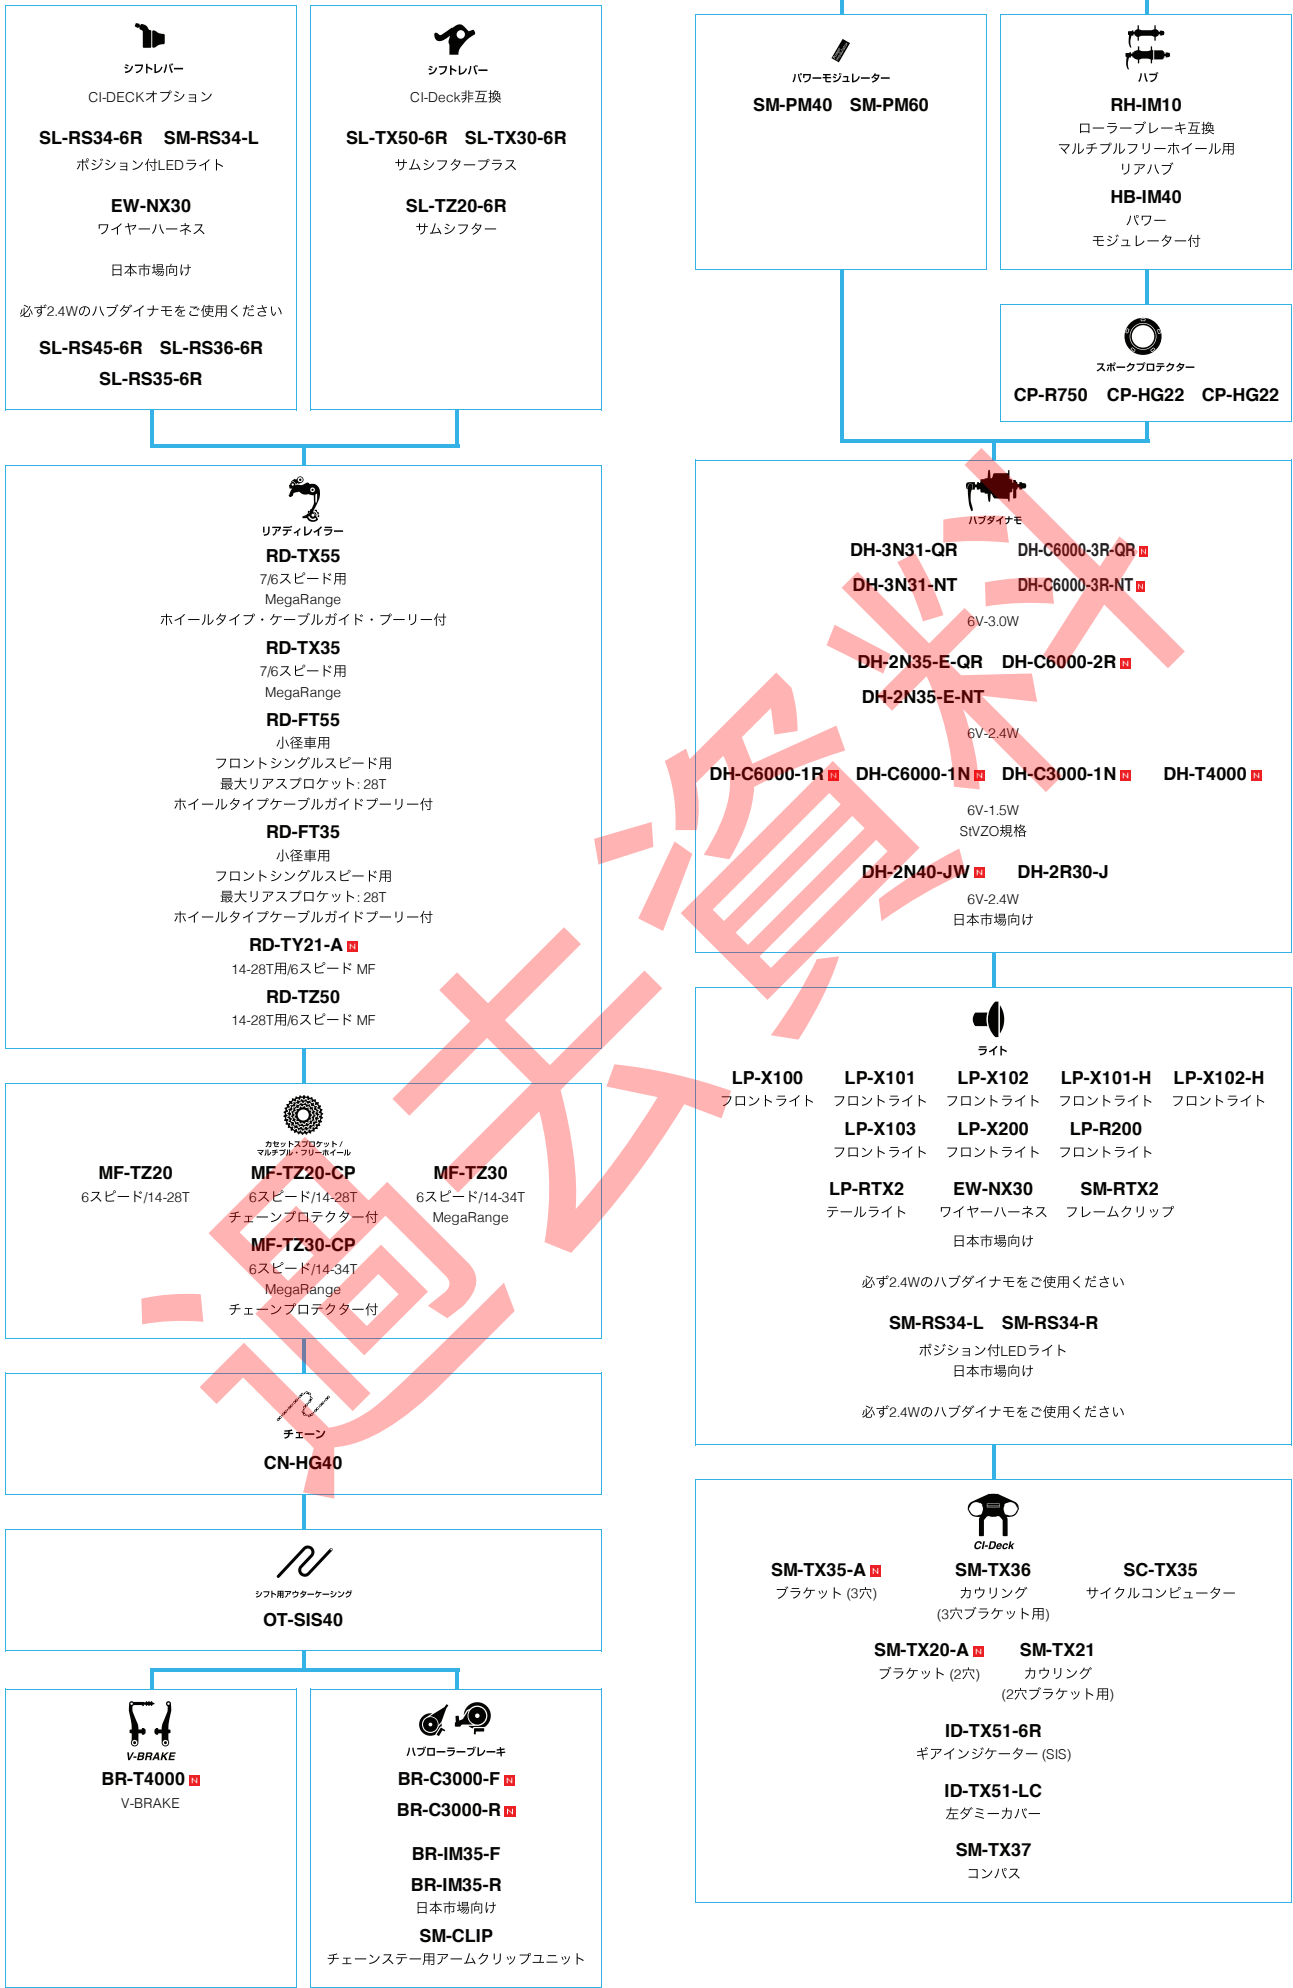 シフトレバー
CI-DECKオプション
SL-RS34-6R SM-RS34-L
ポジション付LEDライト
EW-NX30
ワイヤーハーネス
日本市場向け
必ず2.4Wのハブダイナモをご使用ください
SL-RS45-6R SL-RS36-6R
SL-RS35-6R
シフトレバー
CI-Deck非互換
SL-TX50-6R SL-TX30-6R
サムシフタープラス
SL-TZ20-6R
サムシフター
リアディレイラー
RD-TX55
7/6スピード用
MegaRange
ホイールタイプ・ケーブルガイド・プーリー付
RD-TX35
7/6スピード用
MegaRange
RD-FT55
小径車用
フロントシングルスピード用
最大リアスプロケット: 28T
ホイールタイプケーブルガイドプーリー付
RD-FT35
小径車用
フロントシングルスピード用
最大リアスプロケット: 28T
ホイールタイプケーブルガイドプーリー付
RD-TY21-A N
14-28T用/6スピード MF
RD-TZ50
14-28T用/6スピード MF
カセットスプロケット /
マルチプル・フリーホイール
MF-TZ20
6スピード/14-28T
MF-TZ20-CP
6スピード/14-28T
チェーンプロテクター付
MF-TZ30
6スピード/14-34T
MegaRange
MF-TZ30-CP
6スピード/14-34T
MegaRange
チェーンプロテクター付
チェーン
CN-HG40
シフト用アウターケーシング
OT-SIS40
V-BRAKE
BR-T4000 N
V-BRAKE
ハブローラーブレーキ
BR-C3000-F N
BR-C3000-R N
BR-IM35-F
BR-IM35-R
日本市場向け
SM-CLIP
チェーンステー用アームクリップユニット
パワーモジュレーター
SM-PM40 SM-PM60
ハブ
RH-IM10
ローラーブレーキ互換
マルチプルフリーホイール用
リアハブ
HB-IM40
パワー
モジュレーター付
スポークプロテクター
CP-R750 CP-HG22 CP-HG22
ハブダイナモ
DH-3N31-QR DH-C6000-3R-QR N
DH-3N31-NT DH-C6000-3R-NT N
6V-3.0W
DH-2N35-E-QR DH-C6000-2R N
DH-2N35-E-NT
6V-2.4W
DH-C6000-1R N DH-C6000-1N N DH-C3000-1N N DH-T4000 N
6V-1.5W
StVZO規格
DH-2N40-JW N DH-2R30-J
6V-2.4W
日本市場向け
ライト
LP-X100 LP-X101 LP-X102 LP-X101-H LP-X102-H
フロントライト フロントライト フロントライト フロントライト フロントライト
LP-X103 LP-X200 LP-R200
フロントライト フロントライト フロントライト
LP-RTX2 EW-NX30 SM-RTX2
テールライト ワイヤーハーネス フレームクリップ
日本市場向け
必ず2.4Wのハブダイナモをご使用ください
SM-RS34-L SM-RS34-R
ポジション付LEDライト
日本市場向け
必ず2.4Wのハブダイナモをご使用ください
CI-Deck
SM-TX35-A N
ブラケット (3穴)
SM-TX36
カウリング
(3穴ブラケット用)
SC-TX35
サイクルコンピューター
SM-TX20-A N
ブラケット (2穴)
SM-TX21
カウリング
(2穴ブラケット用)
ID-TX51-6R
ギアインジケーター (SIS)
ID-TX51-LC
左ダミーカバー
SM-TX37
コンパス
過去資料